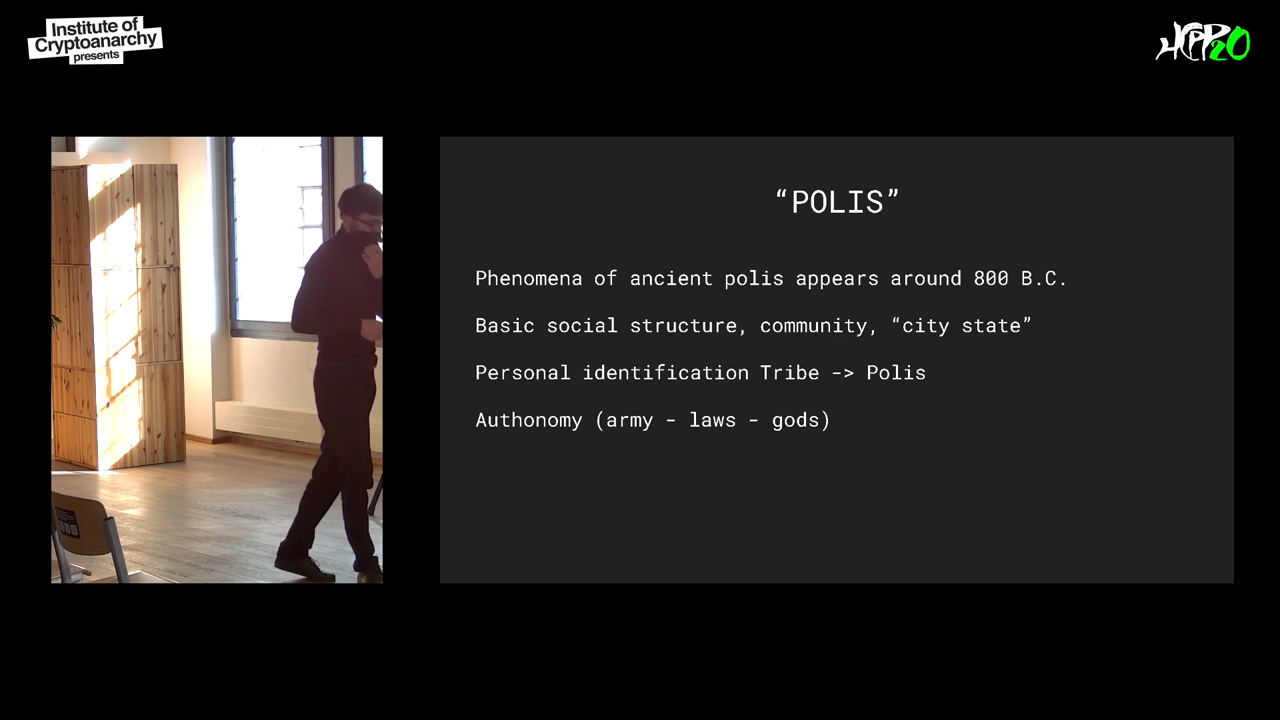 Institute of
Cryptoanarchy
presents
HCPP20
“POLIS”
Phenomena of ancient polis appears around 800 B.C.
Basic social structure, community, “city state”
Personal identification Tribe -> Polis
Authonomy (army - laws - gods)